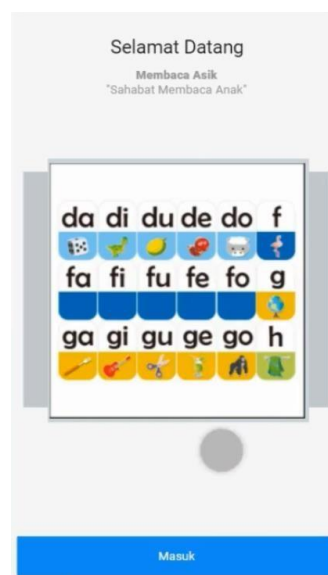 Selamat Datang
Membaca Asik
"Sahabat Membaca Anak"
da di du de do f
fa fi fu fe fo g
ga gi gu ge go h
Masuk